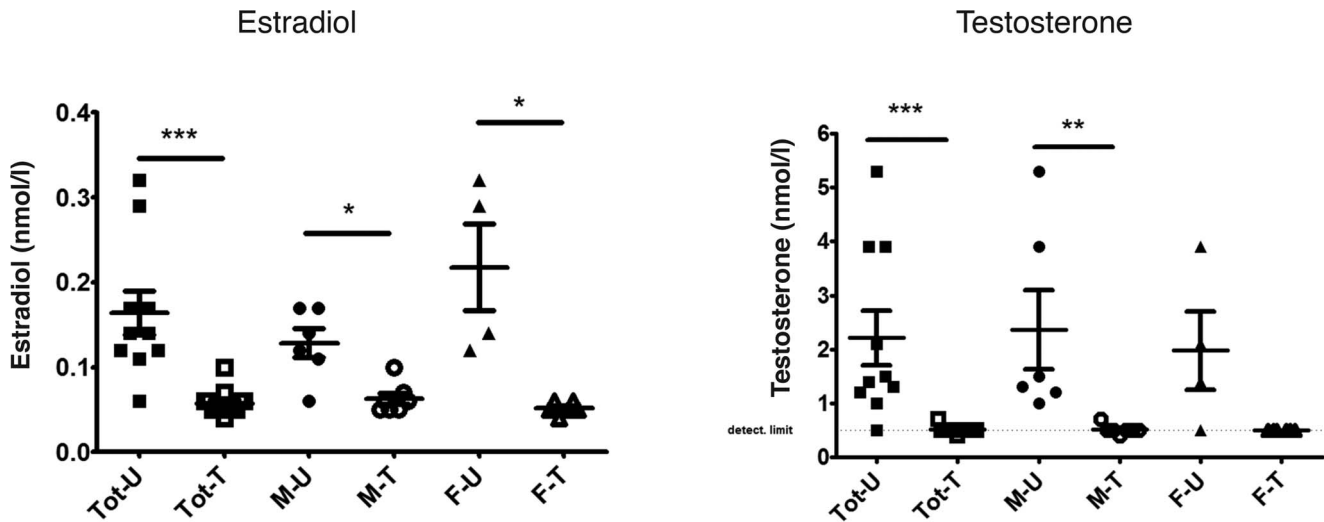 Estradiol
Testosterone
Estradiol (nmol/l)
0.4
0.3
0.2
0.1
0.0
***
*
*
Tot-U
Tot-T
M-U
M-T
F-U
F-T
Testosterone (nmol/l)
6
5
4
3
2
1
0
detect. limit
***
**
Tot-U
Tot-T
M-U
M-T
F-U
F-T